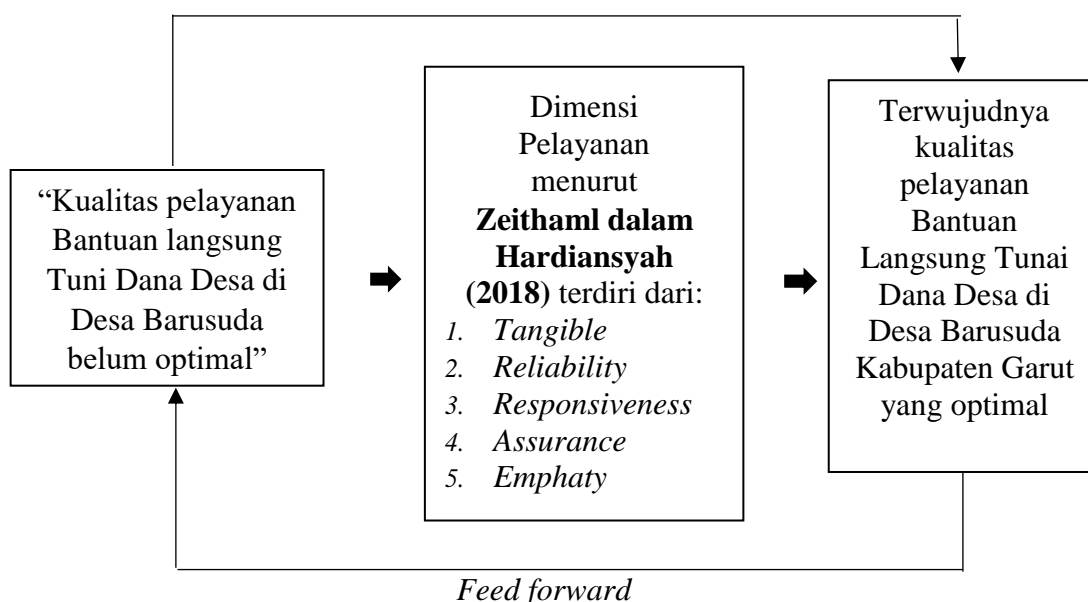 “Kualitas pelayanan
Bantuan langsung
Tuni Dana Desa di
Desa Barusuda
belum optimal”
Dimensi
Pelayanan
menurut
Zeithaml dalam
Hardiansyah
(2018) terdiri dari:
1. Tangible
2. Reliability
3. Responsiveness
4. Assurance
5. Emphaty
Terwujudnya
kualitas
pelayanan
Bantuan
Langsung Tunai
Dana Desa di
Desa Barusuda
Kabupaten Garut
yang optimal
Feed forward